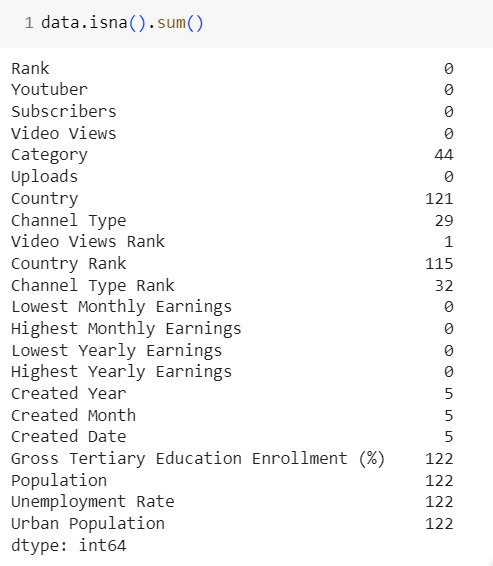 1 data.isna().sum()
Rank 0
Youtuber 0
Subscribers 0
Video Views 0
Category 44
Uploads 0
Country 121
Channel Type 29
Video Views Rank 1
Country Rank 115
Channel Type Rank 32
Lowest Monthly Earnings 0
Highest Monthly Earnings 0
Lowest Yearly Earnings 0
Highest Yearly Earnings 0
Created Year 5
Created Month 5
Created Date 5
Gross Tertiary Education Enrollment (%) 122
Population 122
Unemployment Rate 122
Urban Population 122
dtype: int64